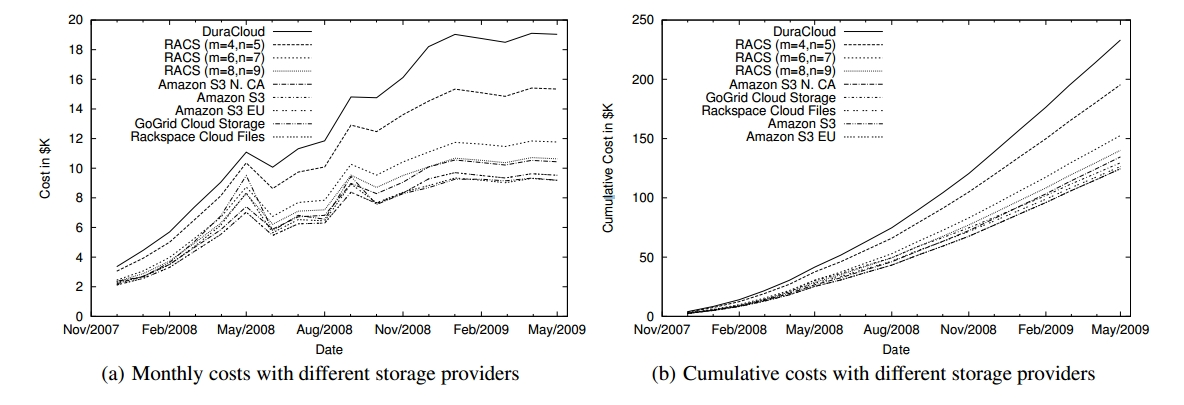 20
18
16
14
12
10
8
6
4
2
0
Cost in $K
DuraCloud
RACS (m=4,n=5)
RACS (m=6,n=7)
RACS (m=8,n=9)
Amazon S3 N. CA
Amazon S3
Amazon S3 EU
GoGrid Cloud Storage
Rackspace Cloud Files
Nov/2007 Feb/2008 May/2008 Aug/2008 Nov/2008 Feb/2009 May/2009
Date
(a) Monthly costs with different storage providers
250
200
150
100
50
0
Cumulative Cost in $K
DuraCloud
RACS (m=4,n=5)
RACS (m=6,n=7)
RACS (m=8,n=9)
Amazon S3 N. CA
GoGrid Cloud Storage
Rackspace Cloud Files
Amazon S3
Amazon S3 EU
Nov/2007 Feb/2008 May/2008 Aug/2008 Nov/2008 Feb/2009 May/2009
Date
(b) Cumulative costs with different storage providers